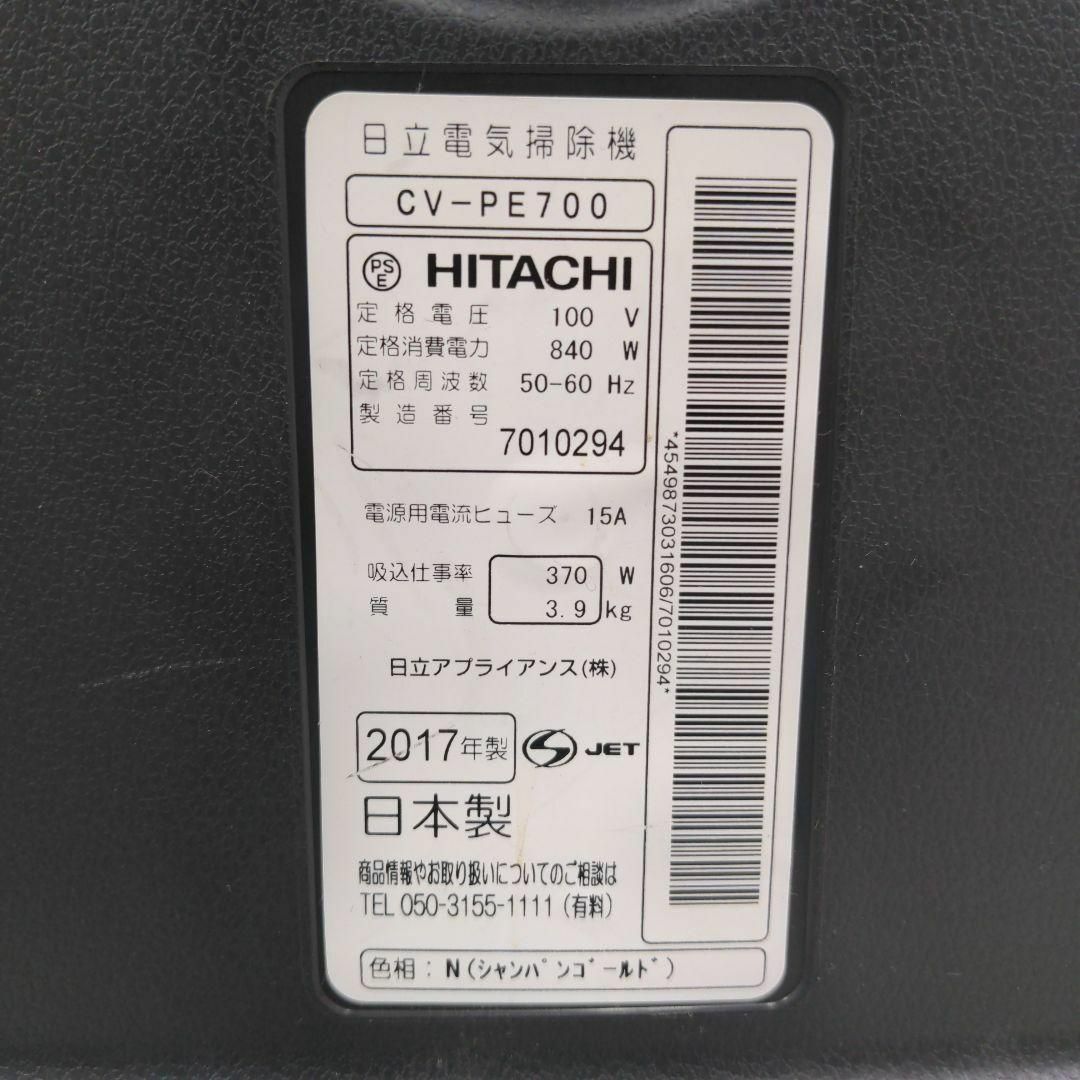 日立電気掃除機
CV-PE700
PSE HITACHI
定格電圧 100 V
定格消費電力 840 W
定格周波数 50-60 Hz
製造番号
7010294
電源用電流ヒューズ 15A
吸込仕事率 370 W
質量 3.9 kg
日立アプライアンス(株)
2017年製 S JET
日本製
商品情報やお取り扱いについてのご相談は
TEL 050-3155-1111 (有料)
色相: N(シャンパンゴールド)
*4549873031606/7010294*